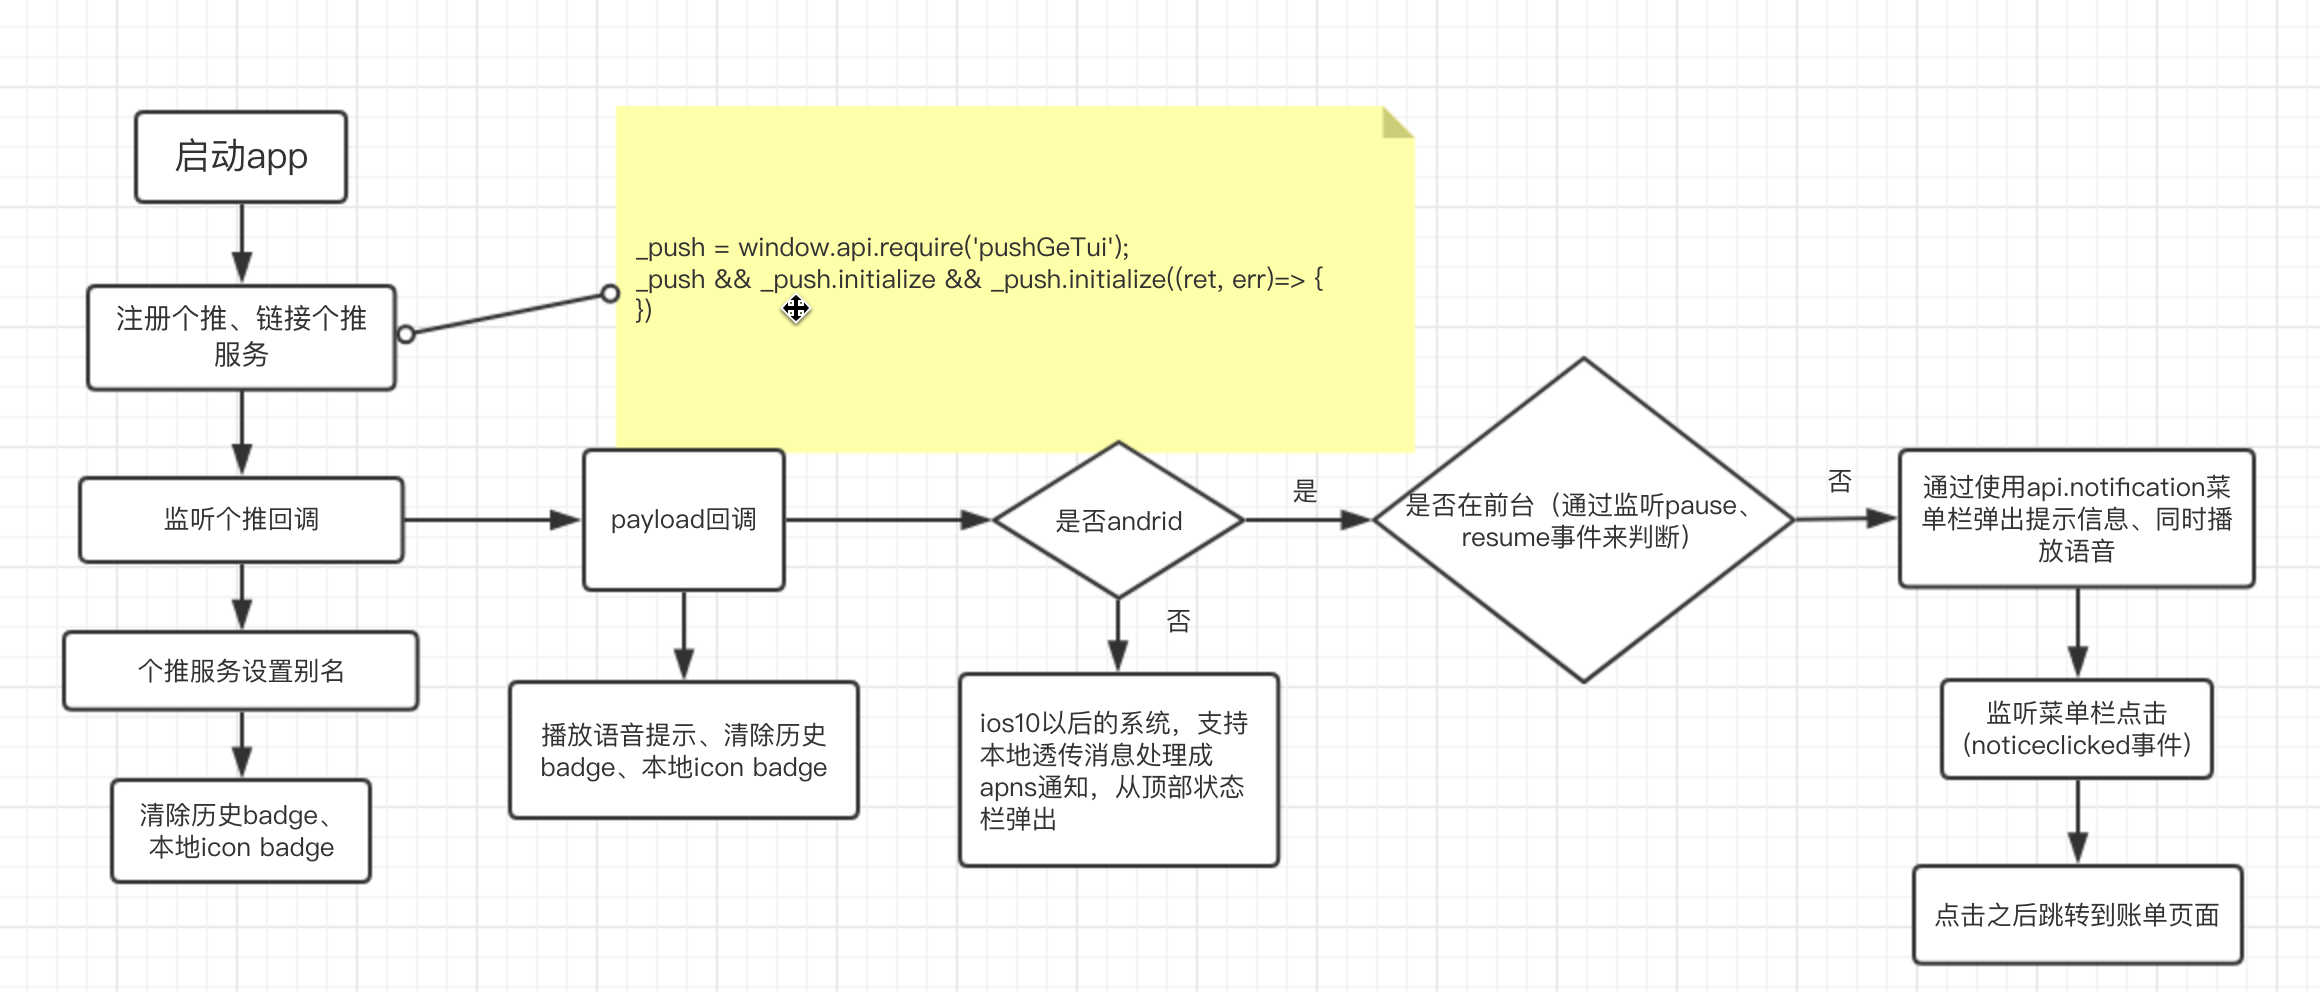 启动app
_push = window.api.require('pushGeTui');
_push && _push.initialize && _push.initialize((ret, err)=> {
})
注册个推、链接个推
服务
监听个推回调
payload回调
是否andrid
是
是否在前台（通过监听pause、
resume事件来判断）
否
通过使用api.notification菜
单栏弹出提示信息、同时播
放语音
否
个推服务设置别名
播放语音提示、清除历史
badge、本地icon badge
ios10以后的系统，支持
本地透传消息处理成
apns通知，从顶部状态
栏弹出
监听菜单栏点击
（noticeclicked事件）
清除历史badge、
本地icon badge
点击之后跳转到账单页面